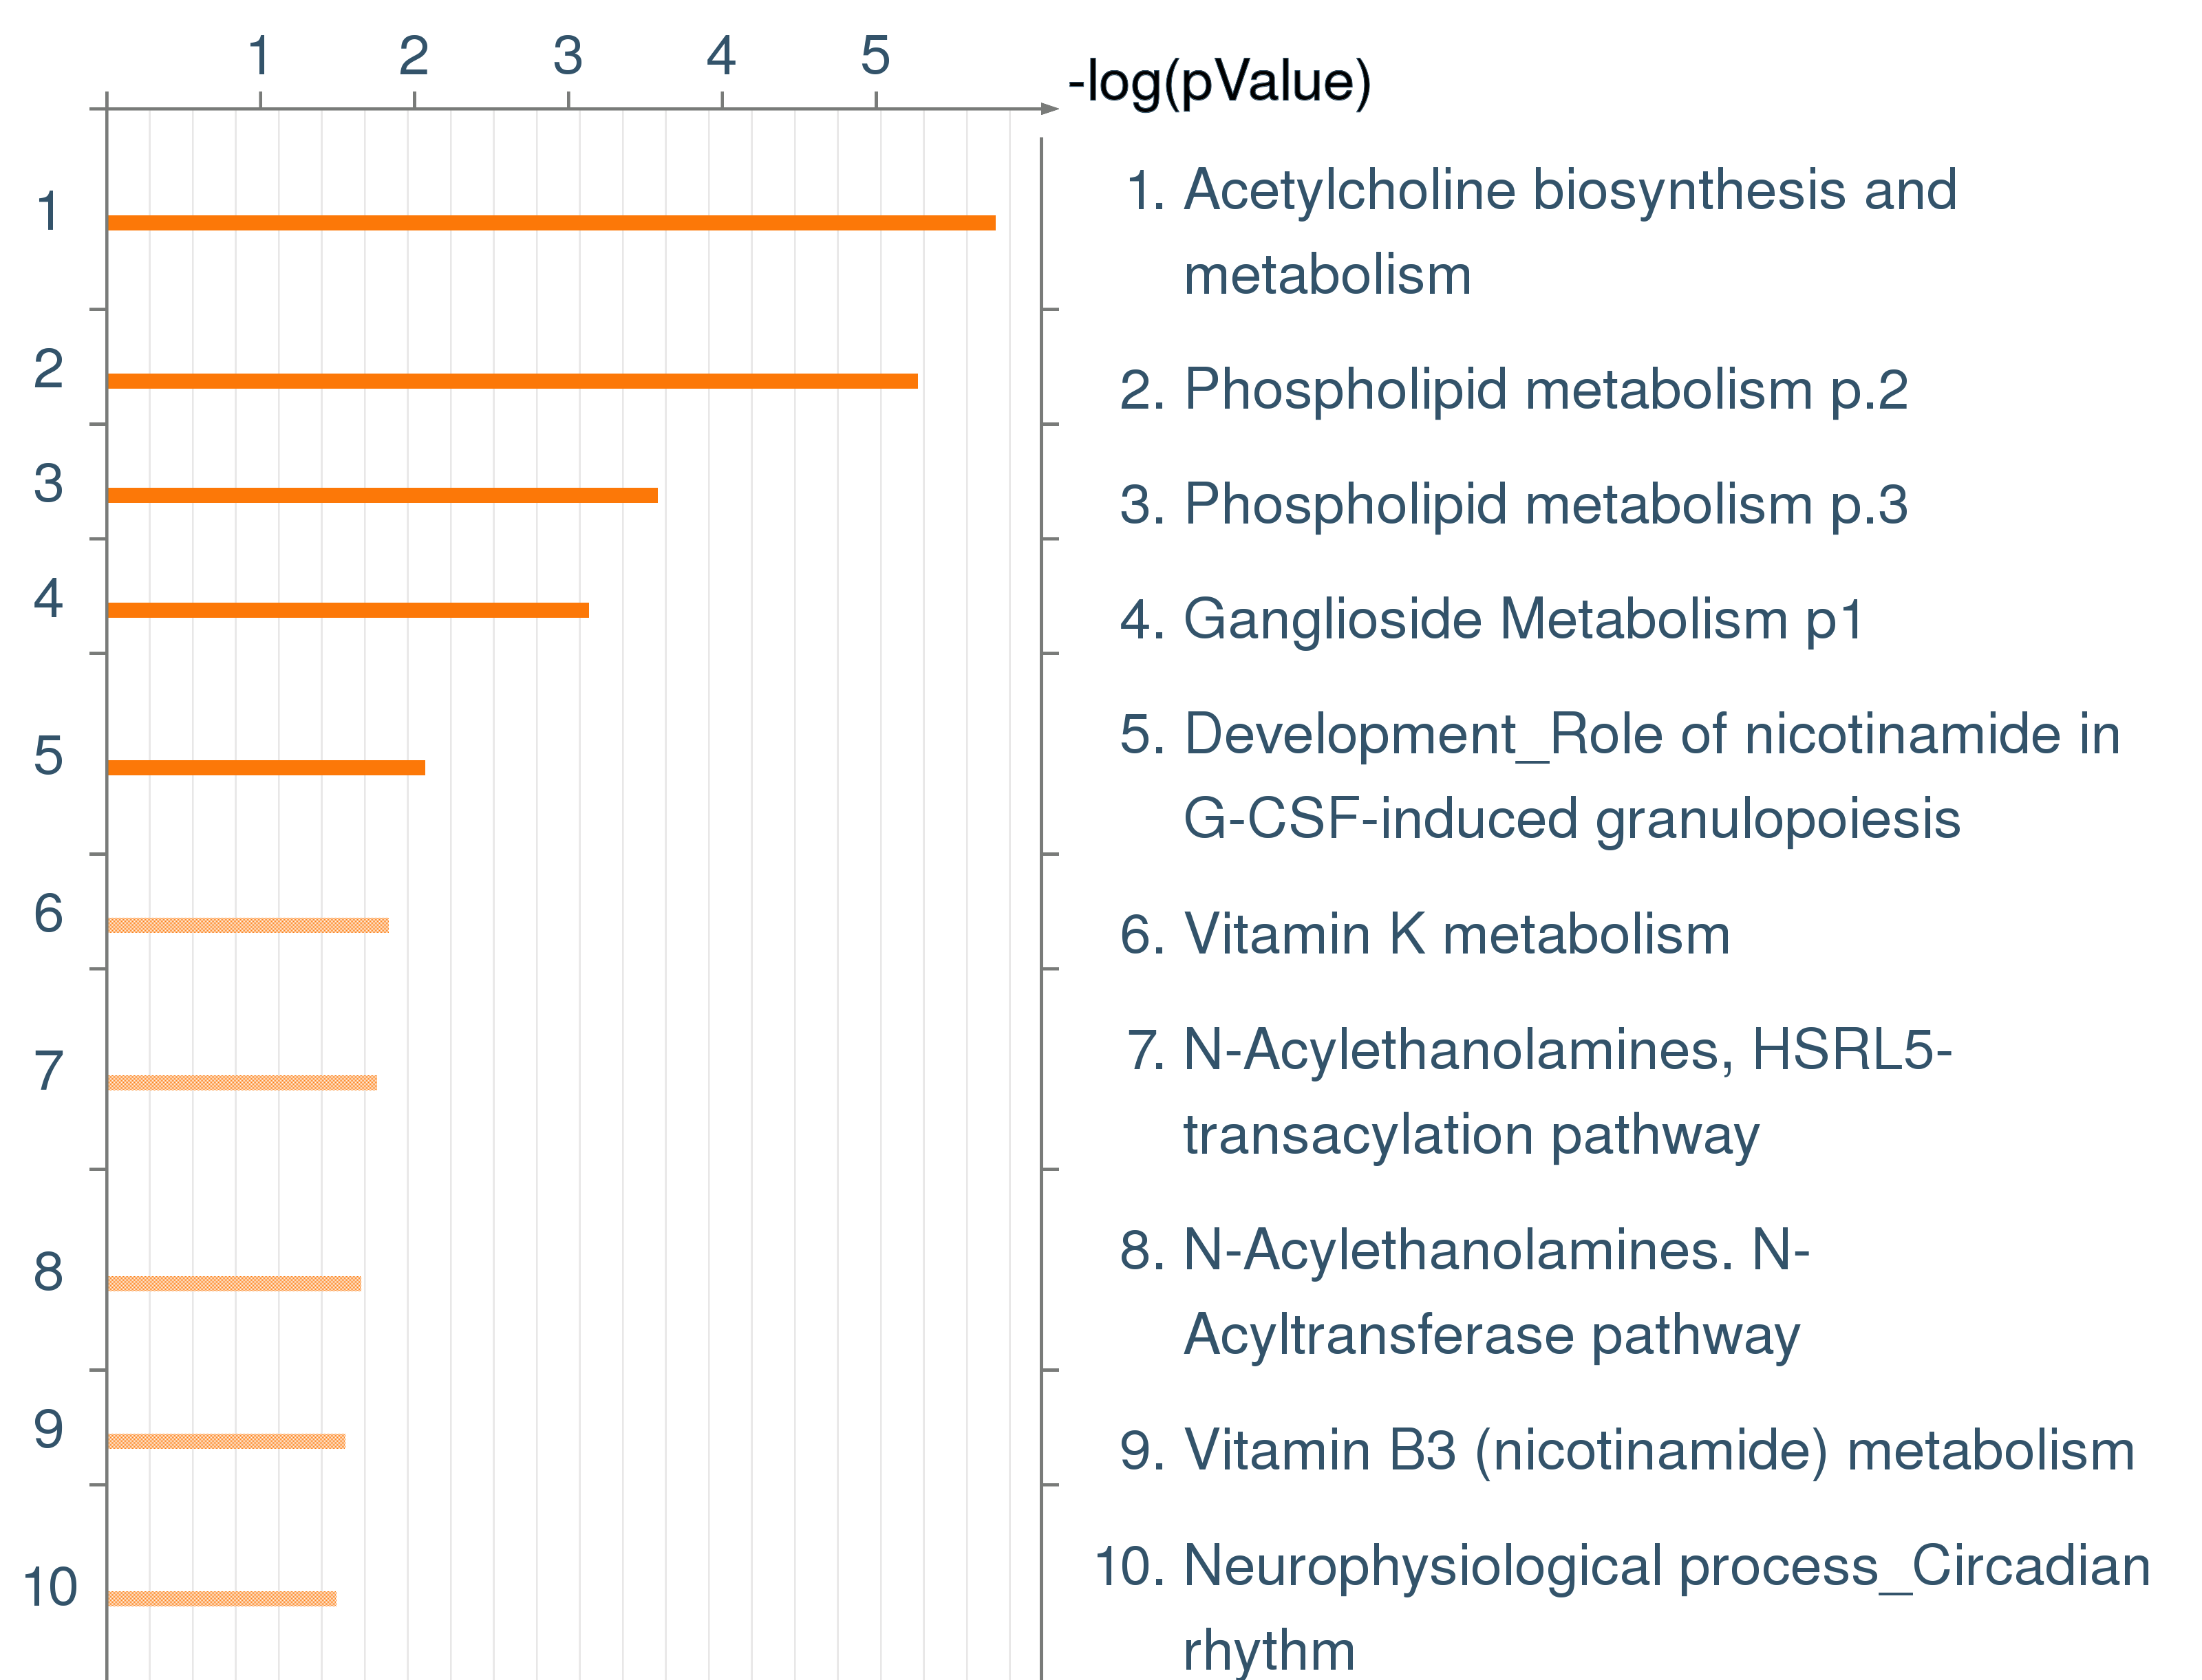 1 2 3 4 5
-log(pValue)
1
1. Acetylcholine biosynthesis and
metabolism
2
2. Phospholipid metabolism p.2
3
3. Phospholipid metabolism p.3
4
4. Ganglioside Metabolism p1
5
5. Development_Role of nicotinamide in
G-CSF-induced granulopoiesis
6
6. Vitamin K metabolism
7
7. N-Acylethanolamines, HSRL5-
transacylation pathway
8
8. N-Acylethanolamines. N-
Acyltransferase pathway
9
9. Vitamin B3 (nicotinamide) metabolism
10
10. Neurophysiological process_Circadian
rhythm